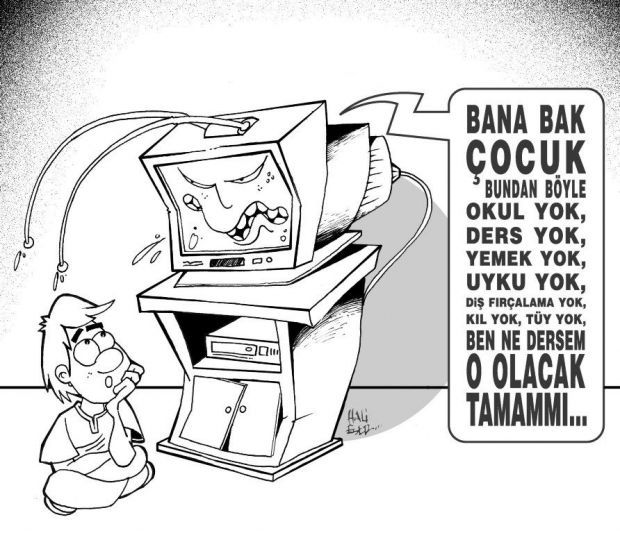 BANA BAK
ÇOCUK
BUNDAN BÖYLE
OKUL YOK,
DERS YOK,
YEMEK YOK,
UYKU YOK,
DİŞ FIRÇALAMA YOK,
KIL YOK, TÜY YOK,
BEN NE DERSEM
O OLACAK
TAMAMMI...
HALİ